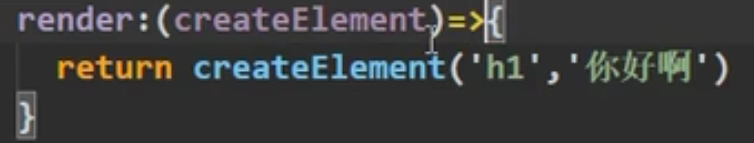 render:(createElement)=>{
return createElement('h1','你好啊')
}